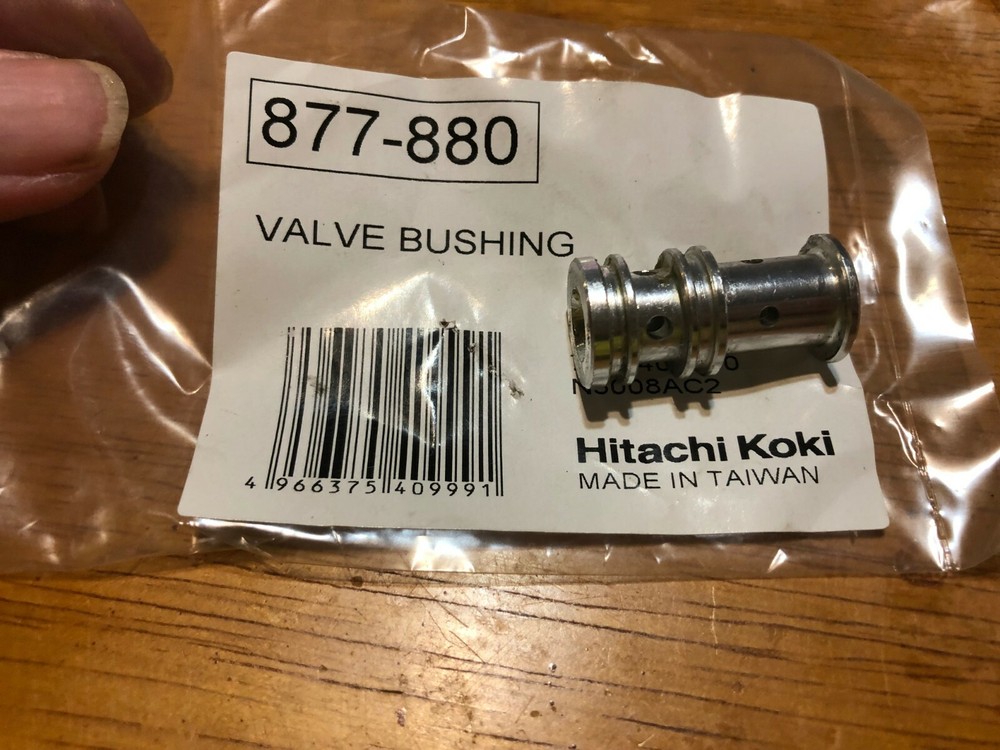 877-880
VALVE BUSHING
4 966375 409991
Hitachi Koki
MADE IN TAIWAN